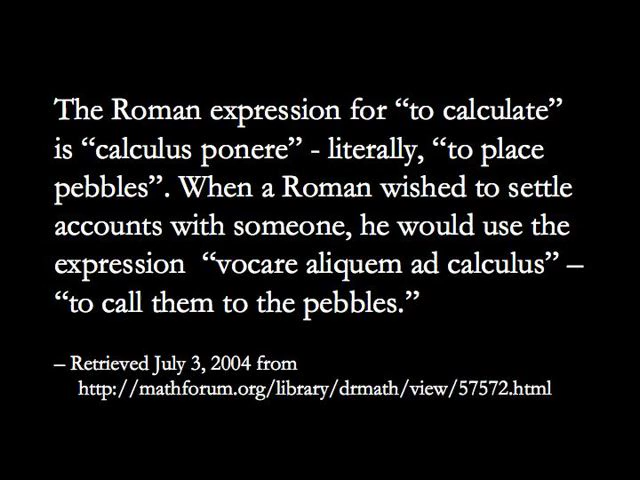 The Roman expression for “to calculate”
is “calculus ponere” - literally, “to place
pebbles”. When a Roman wished to settle
accounts with someone, he would use the
expression  “vocare aliquem ad calculus” –
“to call them to the pebbles.”
– Retrieved July 3, 2004 from
http://mathforum.org/library/drmath/view/57572.html